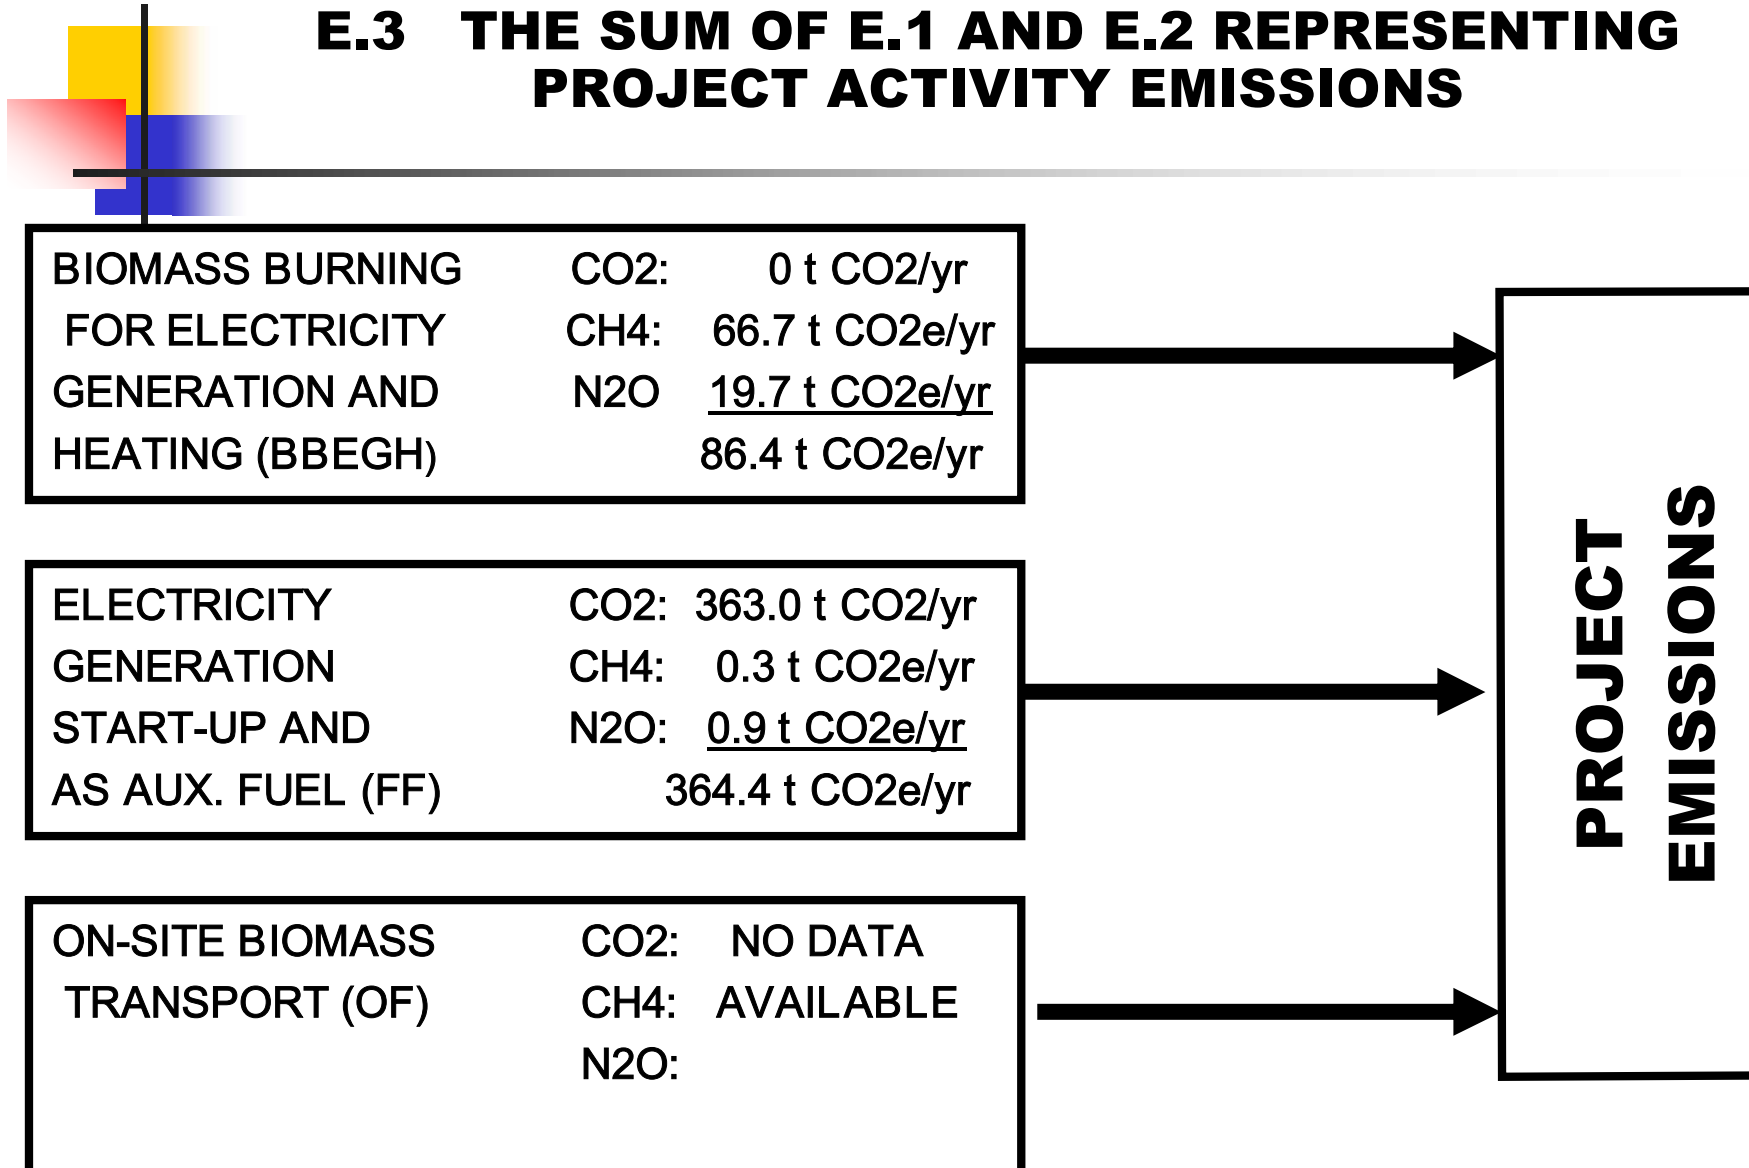 E.3 THE SUM OF E.1 AND E.2 REPRESENTING
PROJECT ACTIVITY EMISSIONS
BIOMASS BURNING CO2: 0 t CO2/yr
FOR ELECTRICITY CH4: 66.7 t CO2e/yr
GENERATION AND N2O 19.7 t CO2e/yr
HEATING (BBEGH) 86.4 t CO2e/yr
ELECTRICITY CO2: 363.0 t CO2/yr
GENERATION CH4: 0.3 t CO2e/yr
START-UP AND N2O: 0.9 t CO2e/yr
AS AUX. FUEL (FF) 364.4 t CO2e/yr
ON-SITE BIOMASS CO2: NO DATA
TRANSPORT (OF) CH4: AVAILABLE
N2O:
PROJECT
EMISSIONS